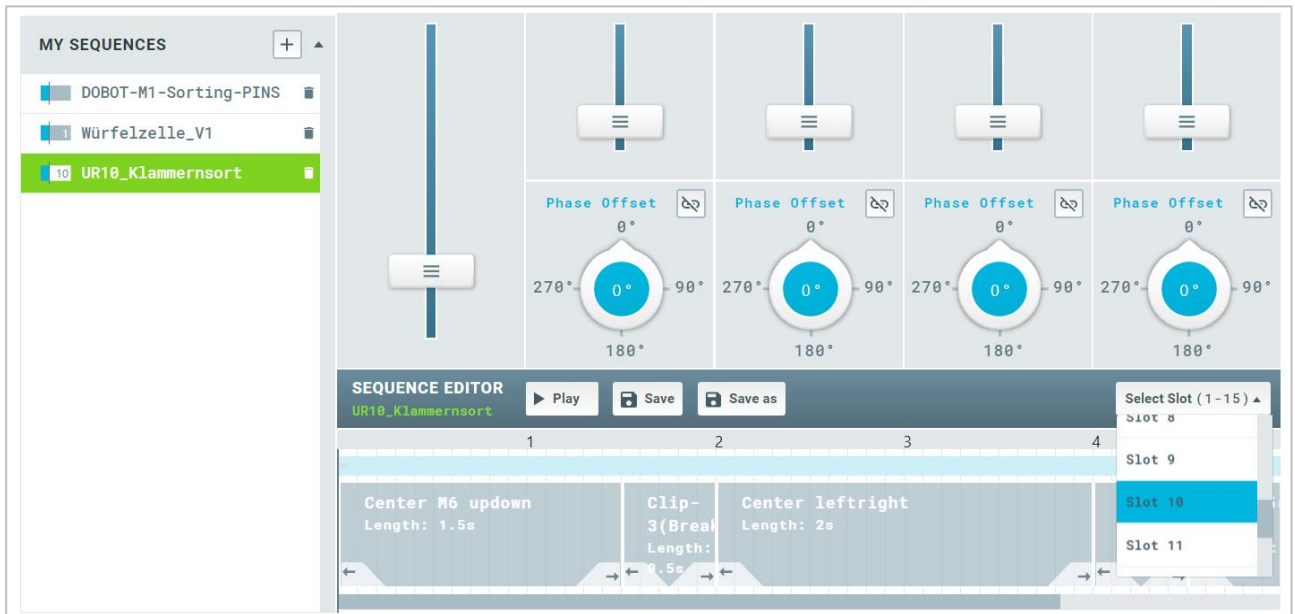 MY SEQUENCES
+
DOBOT-M1-Sorting-PINS
1 Würfelzelle_V1
10 UR10_Klammernsort
Phase Offset
0°
270°
0°
90°
180°
Phase Offset
0°
270°
0°
90°
180°
Phase Offset
0°
270°
0°
90°
180°
Phase Offset
0°
270°
0°
90°
180°
SEQUENCE EDITOR
UR10_Klammernsort
Play
Save
Save as
Select Slot (1-15)
Slot 8
Slot 9
Slot 10
Slot 11
1 2 3 4
Center M6 updown
Length: 1.5s
Clip-
3(Break
Length:
0.5s
Center leftright
Length: 2s